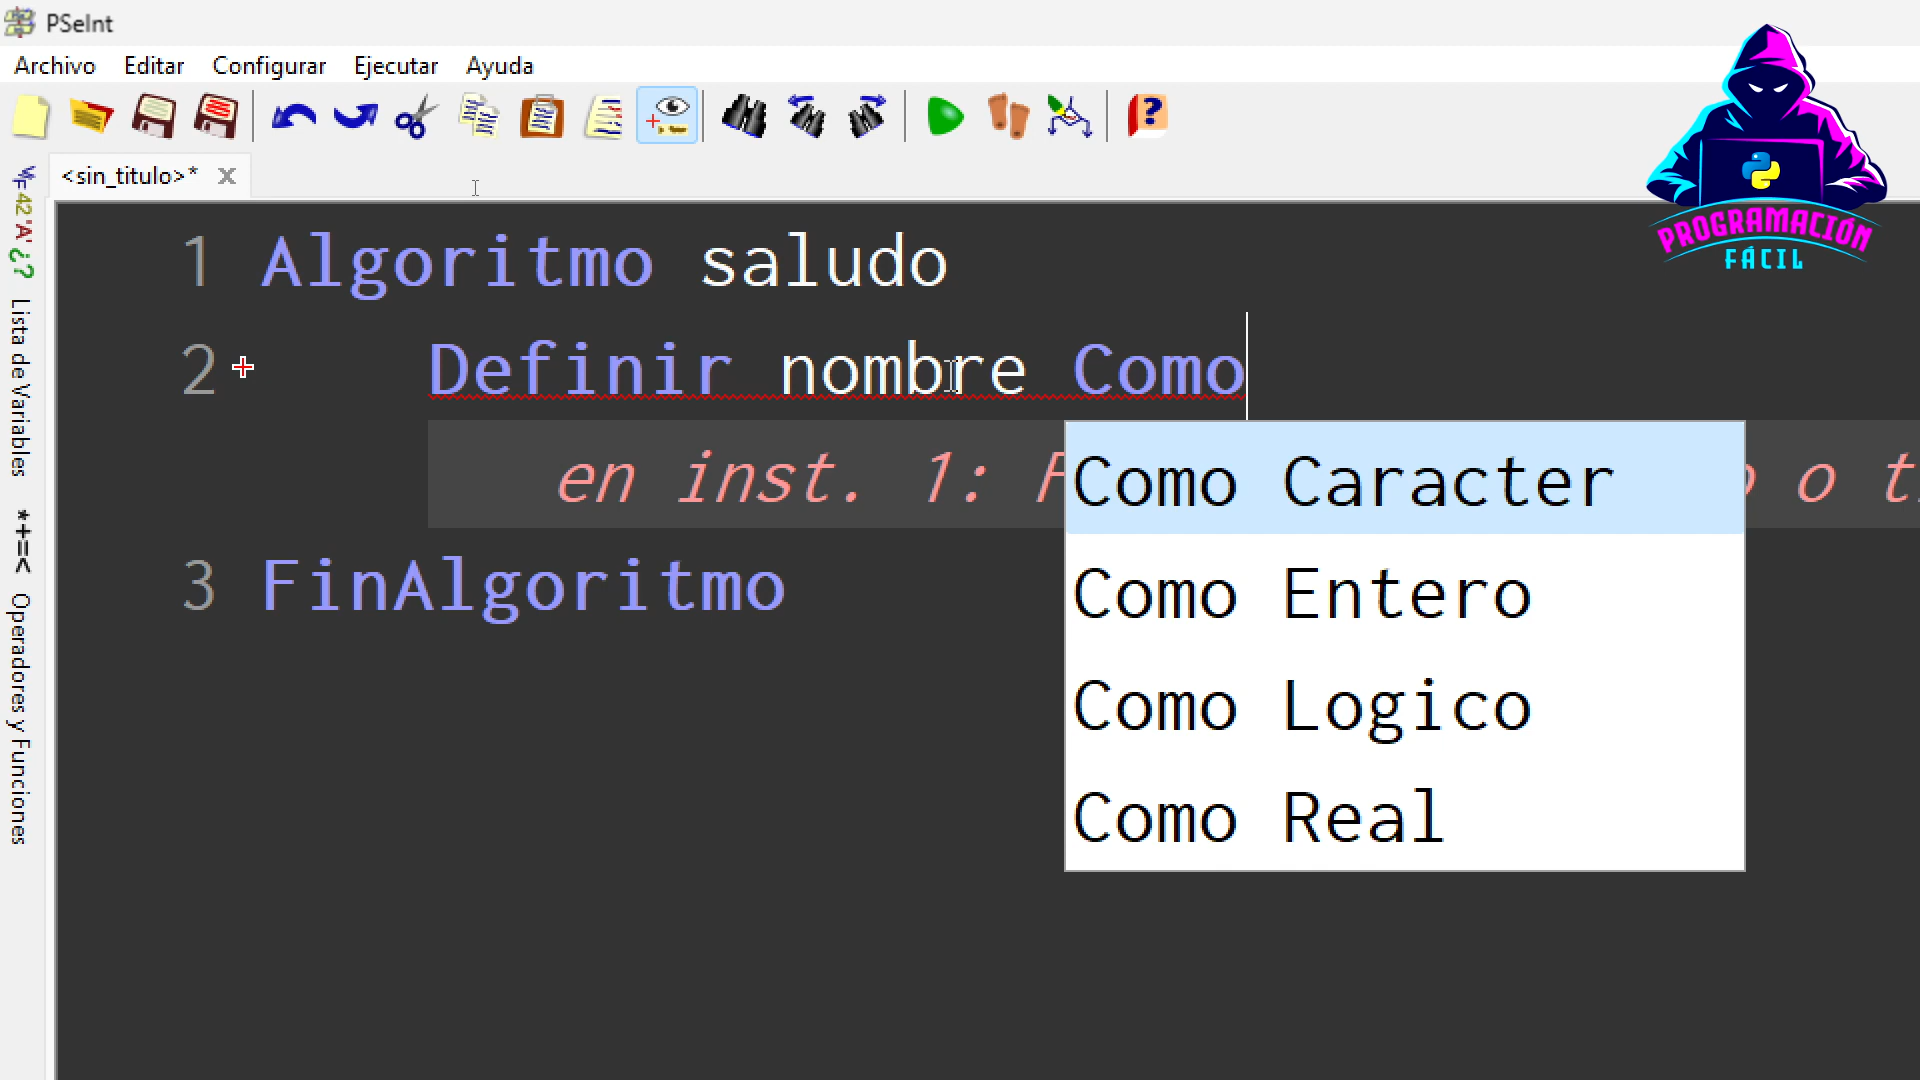 PSeInt
Archivo Editar Configurar Ejecutar Ayuda
<sin_titulo>* X
PROGRAMACIÓN
FÁCIL
42 'A' ¿?
Lista de Variables
*+=<
Operadores y Funciones
1 Algoritmo saludo
2 Definir nombre Como
en inst. 1: o
Como Caracter
Como Entero
Como Logico
Como Real
3 FinAlgoritmo